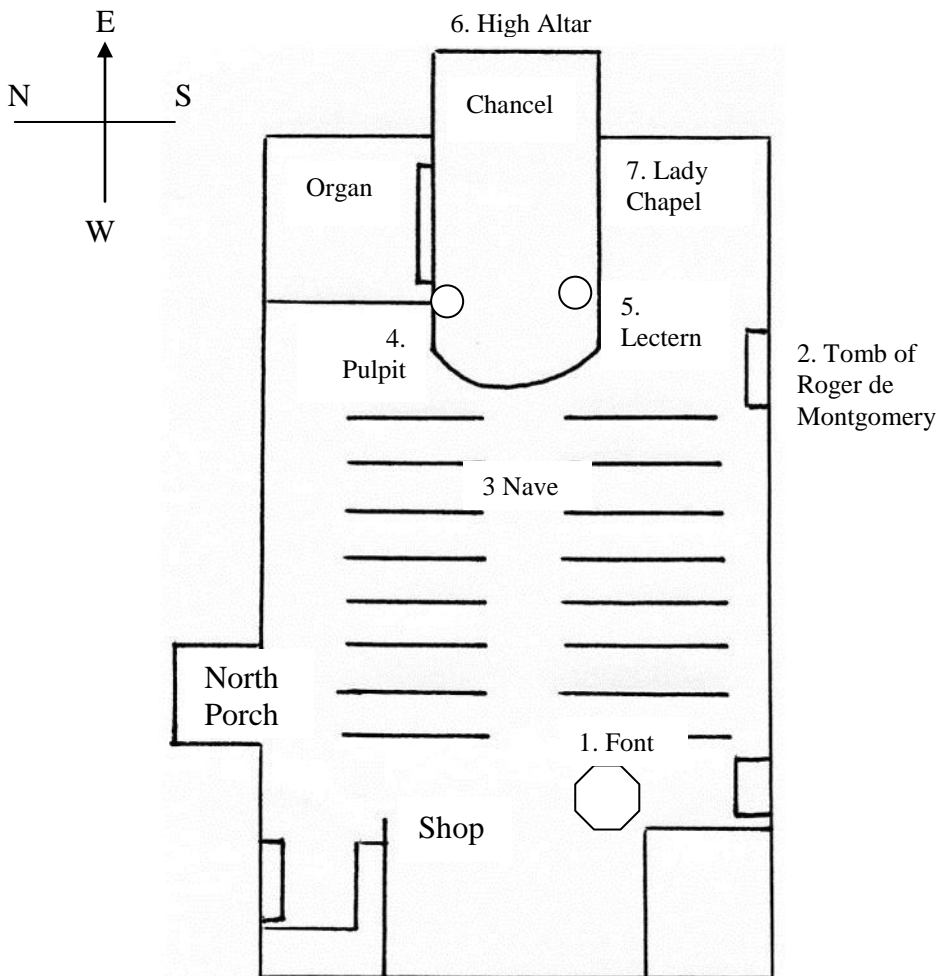 6. High Altar
E
N
S
W
Chancel
Organ
7. Lady
Chapel
5.
Lectern
4.
Pulpit
2. Tomb of
Roger de
Montgomery
3 Nave
North
Porch
1. Font
Shop